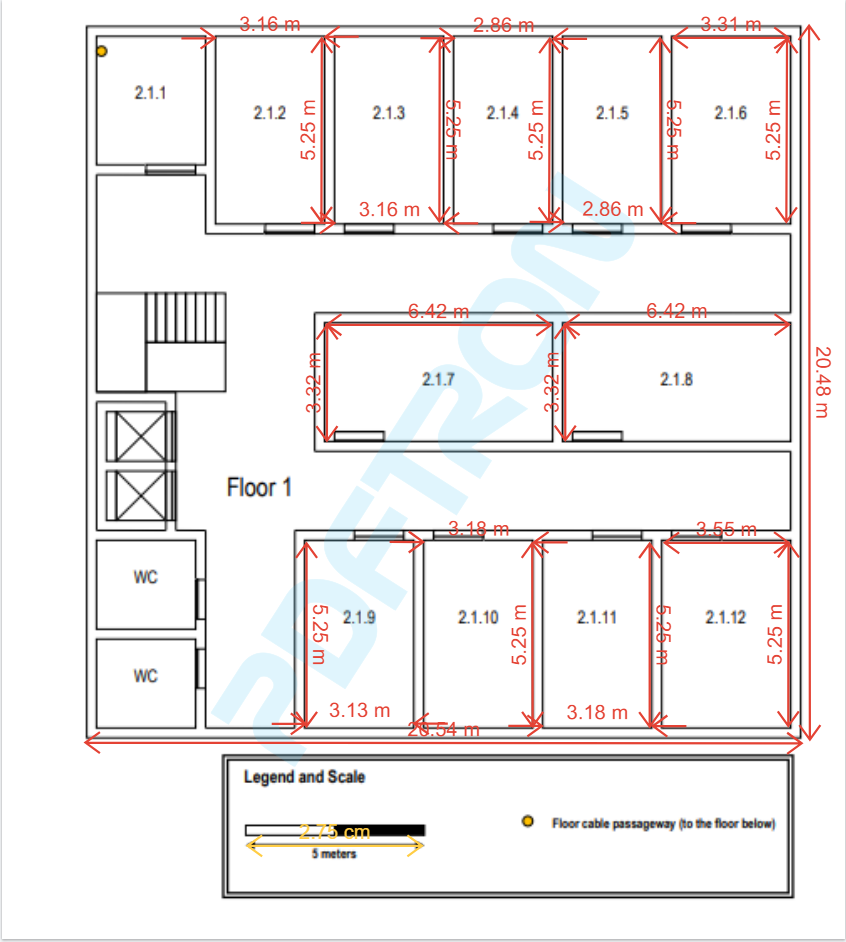 3.16 m
2.86 m
3.31 m
2.1.1
2.1.2
2.1.3
2.1.4
2.1.5
2.1.6
5.25 m
5.25 m
5.25 m
5.25 m
5.25 m
3.16 m
2.86 m
6.42 m
6.42 m
3.32 m
2.1.7
3.32 m
2.1.8
20.48 m
Floor 1
3.18 m
3.55 m
WC
2.1.9
2.1.10
2.1.11
2.1.12
5.25 m
5.25 m
5.25 m
5.25 m
WC
3.13 m
3.18 m
20.54 m
PDFTRON
Legend and Scale
2.75 cm
5 meters
Floor cable passageway (to the floor below)